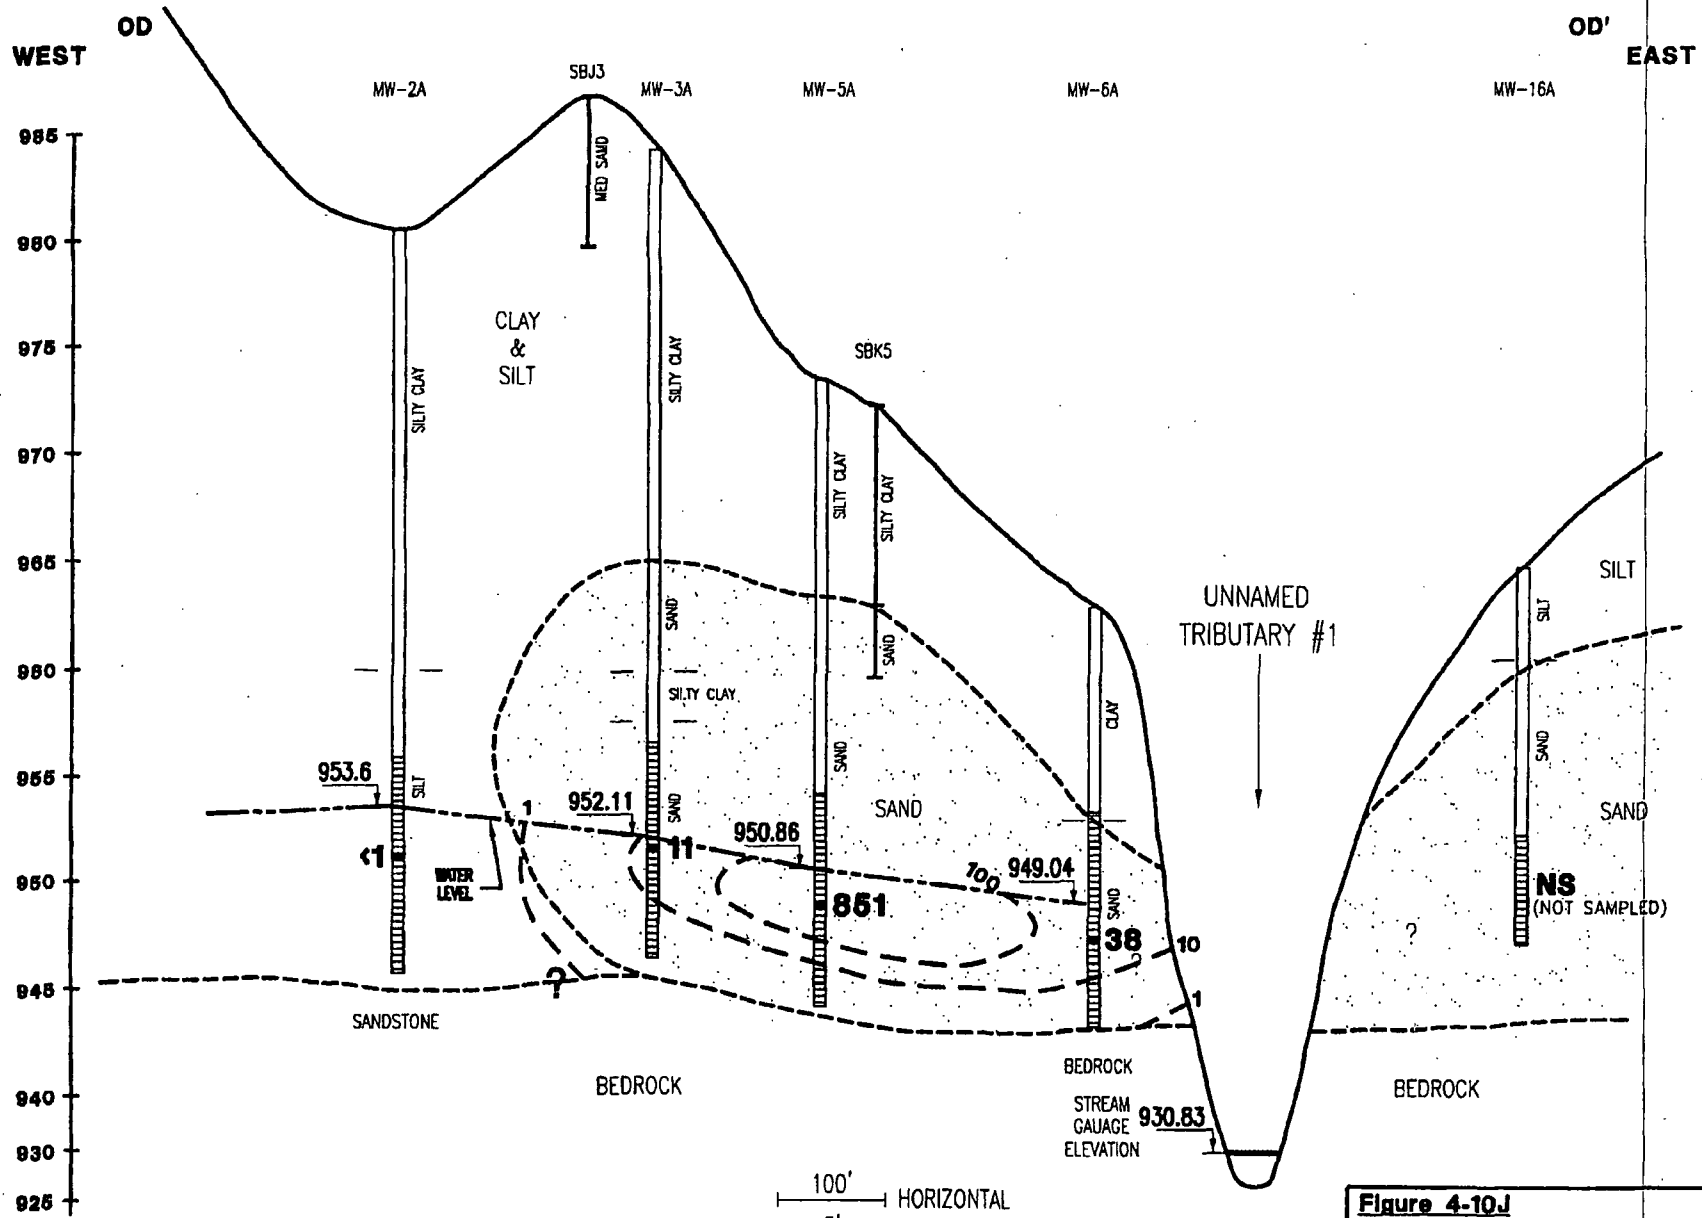 OD
OD'
WEST
EAST
SBJ3
MW-2A
MW-3A
MW-5A
MW-6A
MW-16A
985
MED SAND
980
CLAY
&
SILT
975
SBK5
SILTY CLAY
SILTY CLAY
SILTY CLAY
SILTY CLAY
970
965
SILT
UNNAMED
TRIBUTARY #1
SILT
SAND
SAND
980
SILTY CLAY
CLAY
SAND
SAND
955
953.6
SILT
952.11
SAND
1
950.86
SAND
SAND
<1
11
100
949.04
950
WATER
LEVEL
851
SAND
NS
(NOT SAMPLED)
38
10
?
945
?
1
SANDSTONE
BEDROCK
BEDROCK
BEDROCK
940
STREAM
GAUAGE
ELEVATION
930.83
930
925
100'
HORIZONTAL
Figure 4-10J